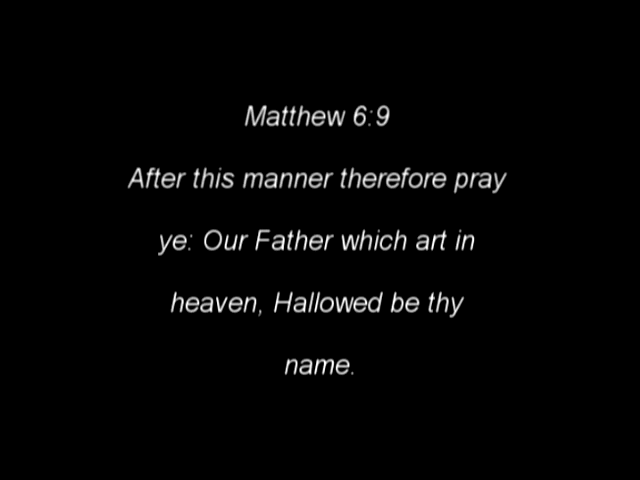 Matthew 6:9
After this manner therefore pray
ye: Our Father which art in
heaven, Hallowed be thy
name.